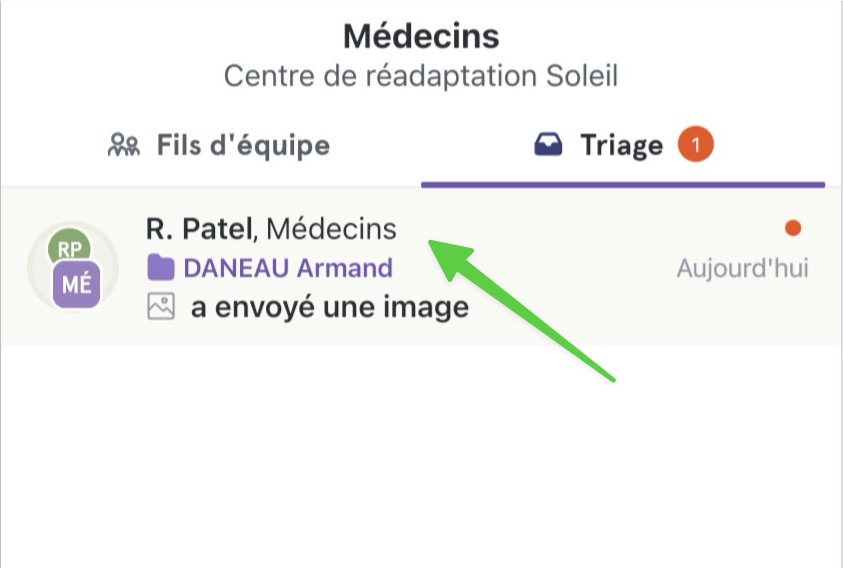 Médecins
Centre de réadaptation Soleil
Fils d'équipe
Triage 1
RP
MÉ
R. Patel, Médecins
DANEAU Armand
Aujourd'hui
a envoyé une image